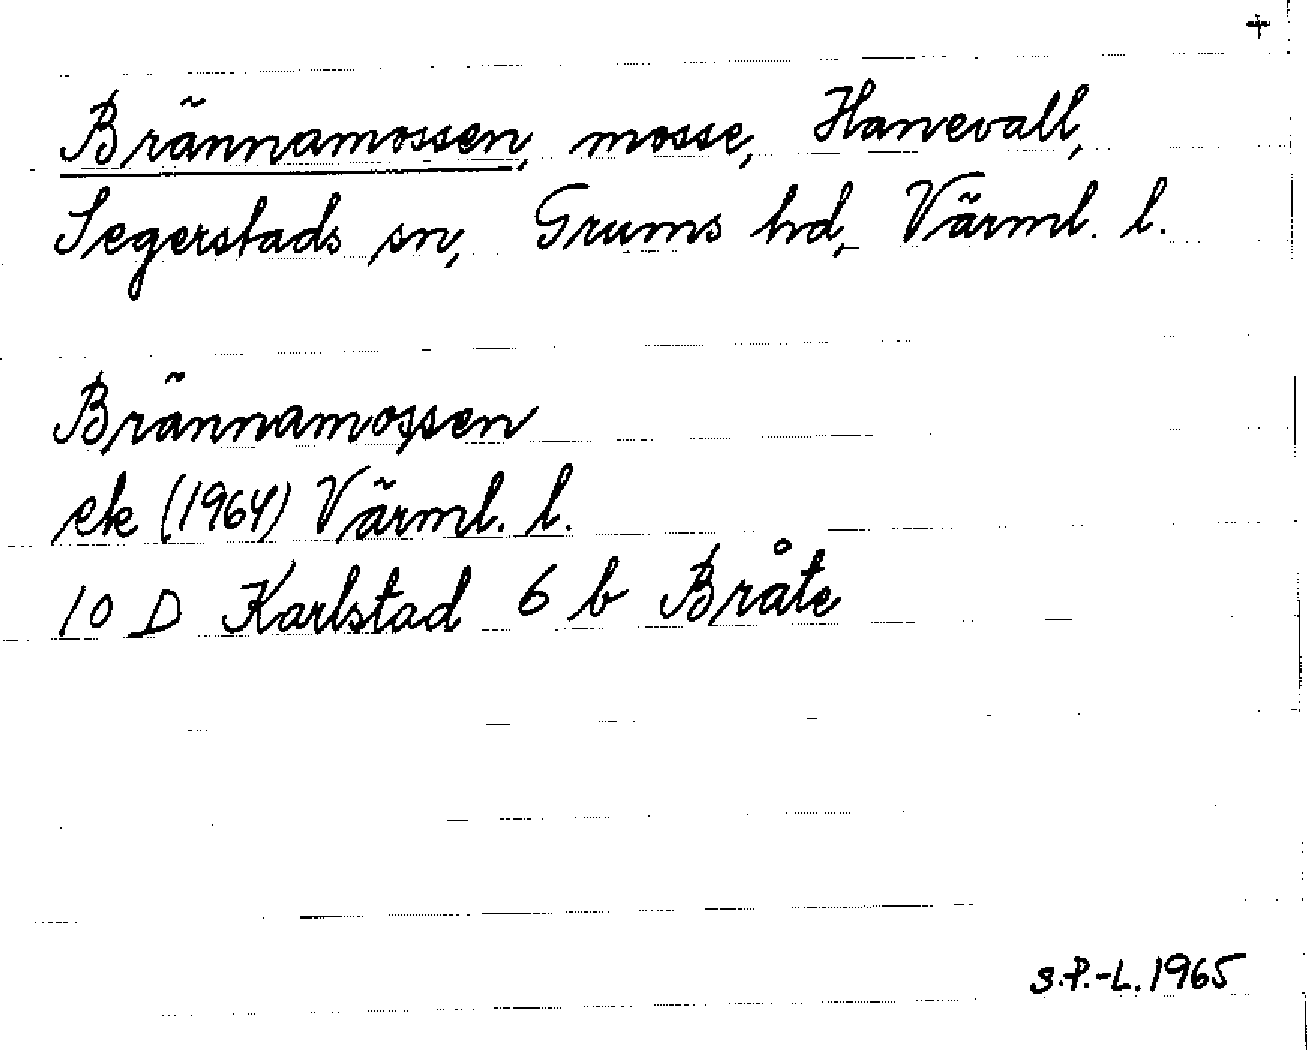 +
Brännamossen, mosse, Hanevall,
Segerstads sn, Grums hd, Värml. l.
Brännamossen
ek (1964) Värml. l.
10 D Karlstad 6 b Bråte
S.P.-L. 1965